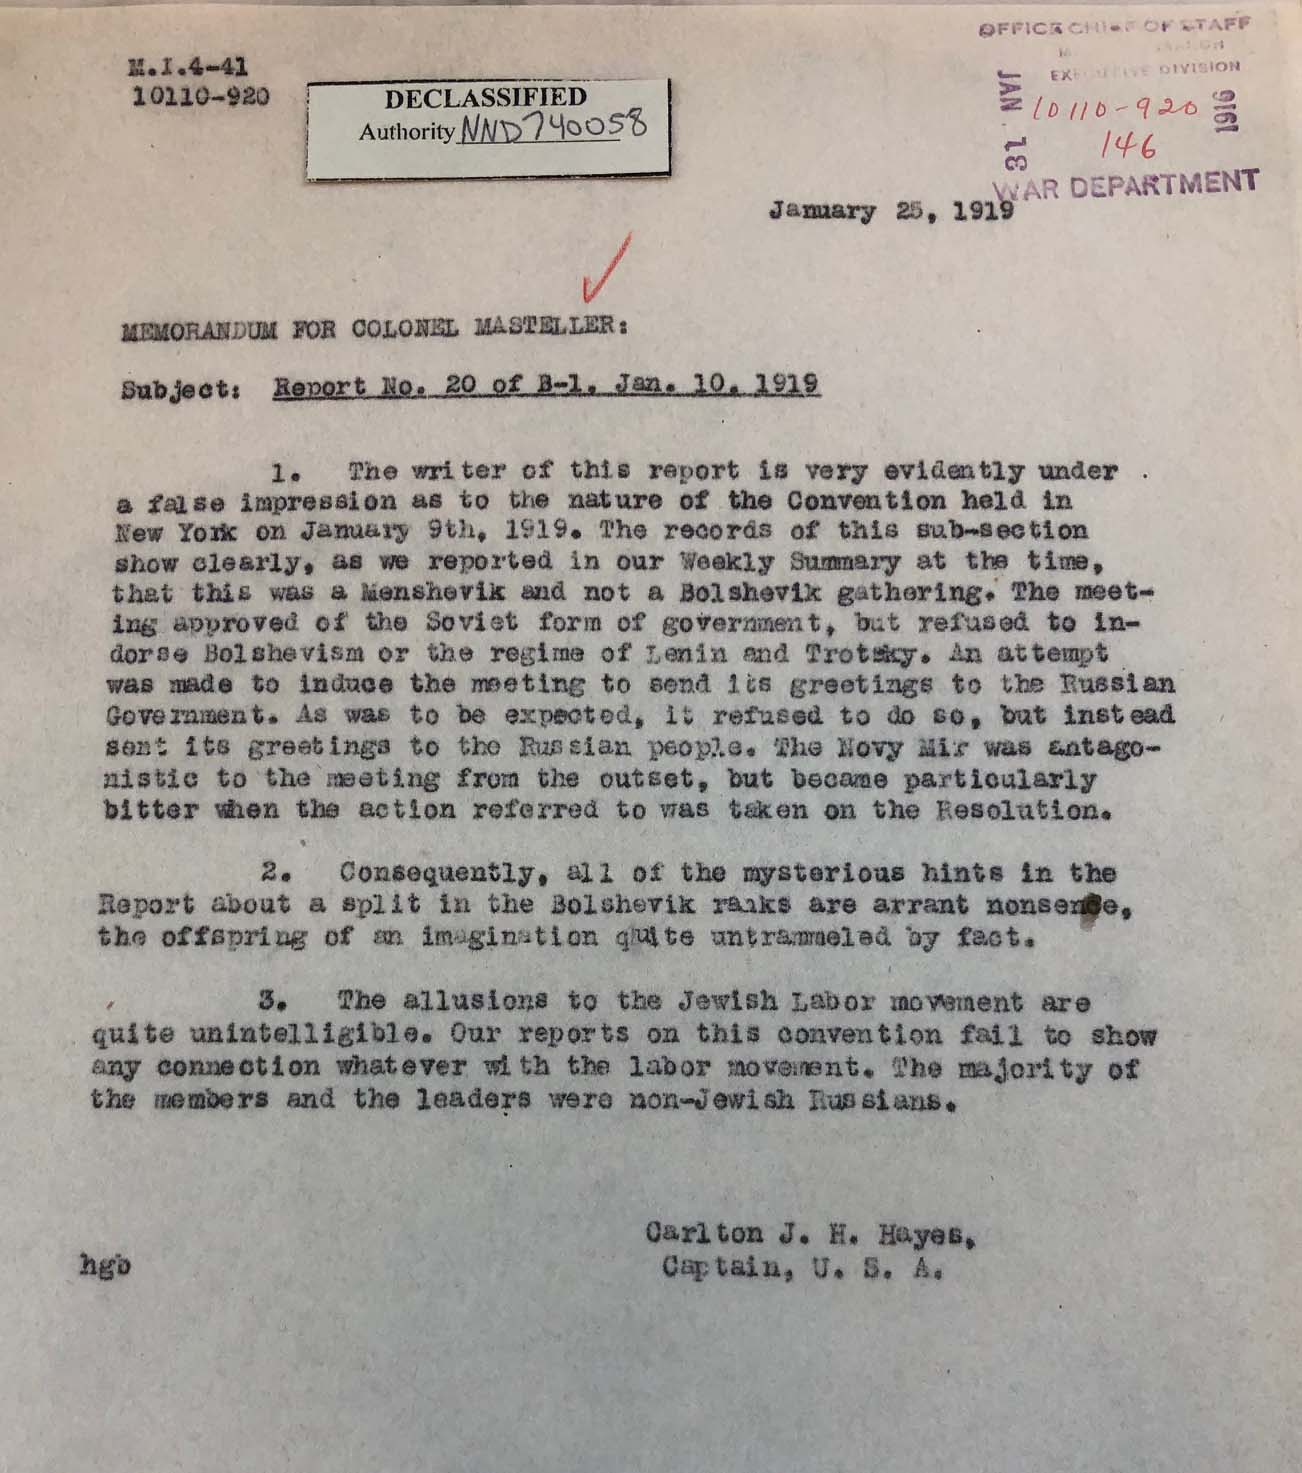 M.I.4-41
10110-920
DECLASSIFIED
Authority NND740058
OFFICE CHIEF OF STAFF
EXECUTIVE DIVISION
JAN 31 1916
10110-920
146
WAR DEPARTMENT
January 25, 1919
MEMORANDUM FOR COLONEL MASTELLER:
Subject: Report No. 20 of B-1, Jan. 10, 1919
1. The writer of this report is very evidently under
a false impression as to the nature of the Convention held in
New York on January 9th, 1919. The records of this sub-section
show clearly, as we reported in our Weekly Summary at the time,
that this was a Menshevik and not a Bolshevik gathering. The meet-
ing approved of the Soviet form of government, but refused to in-
dorse Bolshevism or the regime of Lenin and Trotsky. An attempt
was made to induce the meeting to send its greetings to the Russian
Government. As was to be expected, it refused to do so, but instead
sent its greetings to the Russian people. The Novy Mir was antago-
nistic to the meeting from the outset, but became particularly
bitter when the action referred to was taken on the Resolution.
2. Consequently, all of the mysterious hints in the
Report about a split in the Bolshevik ranks are arrant nonsense,
the offspring of an imagination quite untrammeled by fact.
3. The allusions to the Jewish Labor movement are
quite unintelligible. Our reports on this convention fail to show
any connection whatever with the labor movement. The majority of
the members and the leaders were non-Jewish Russians.
Carlton J. H. Hayes,
Captain, U. S. A.
hgb